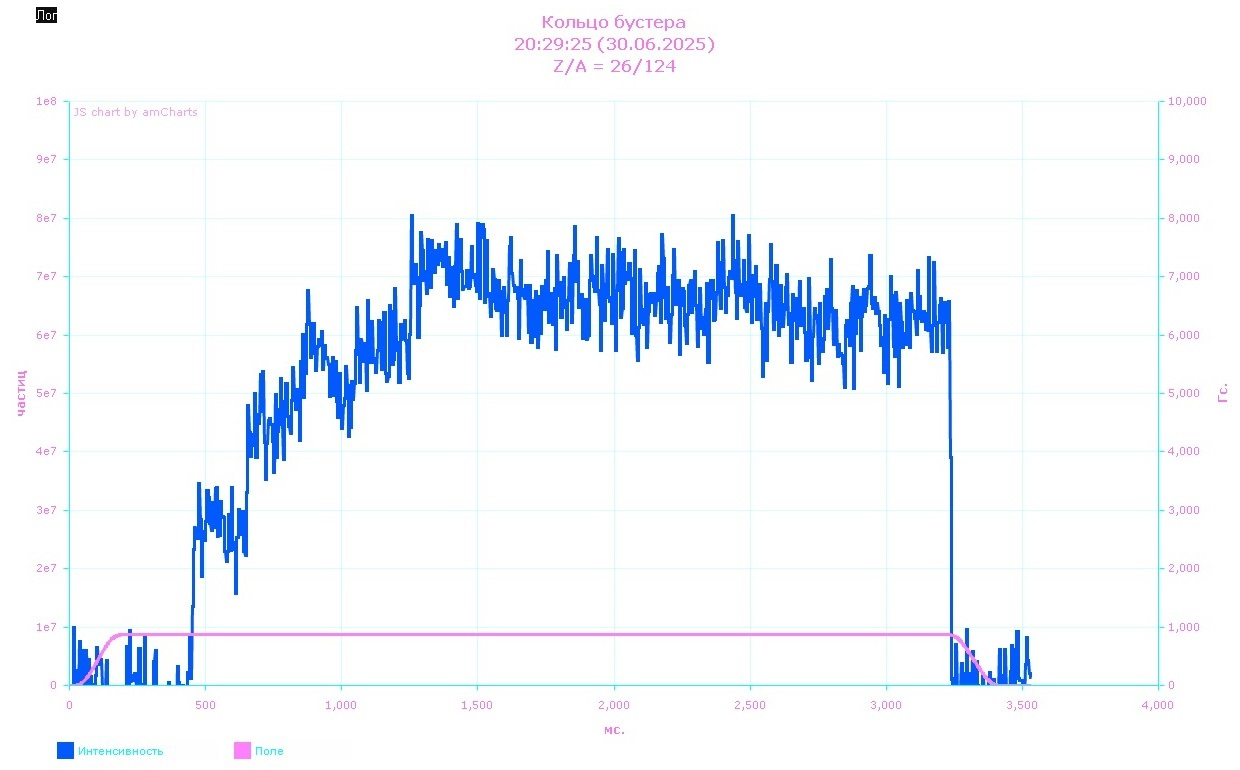 Лог
Кольцо бустера
20:29:25 (30.06.2025)
Z/A = 26/124
JS chart by amCharts
1e8
9e7
8e7
7e7
6e7
5e7
4e7
3e7
2e7
1e7
0
частиц
10,000
9,000
8,000
7,000
6,000
5,000
4,000
3,000
2,000
1,000
0
Гс.
0 500 1,000 1,500 2,000 2,500 3,000 3,500 4,000
мс.
Интенсивность Поле